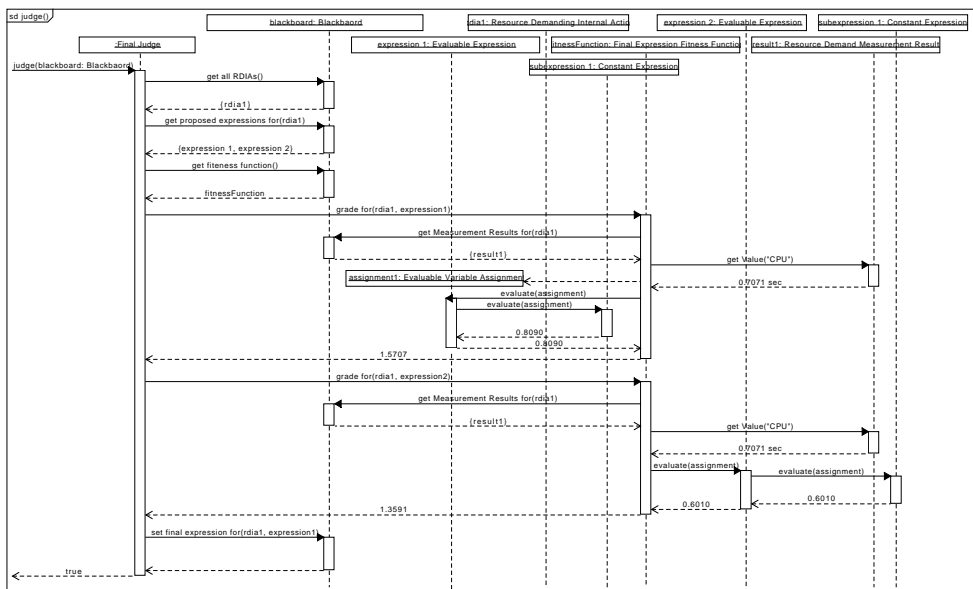 sd judge()
blackboard: Blackbaord
rdia1: Resource Demanding Internal Actio
expression 2: Evaluable Expression
subexpression 1: Constant Expression
:Final Judge
expression 1: Evaluable Expression
fitnessFunction: Final Expression Fitness Function
result1: Resource Demand Measurement Result
subexpression 1: Constant Expression
judge(blackboard: Blackbaord)
get all RDIAs()
{rdia1}
get proposed expressions for(rdia1)
{expression 1, expression 2}
get fiteness function()
fitnessFunction
grade for(rdia1, expression1)
get Measurement Results for(rdia1)
{result1}
get Value("CPU")
assignment1: Evaluable Variable Assignmen
0.7071 sec
evaluate(assignment)
evaluate(assignment)
0.8090
0.8090
1.5707
grade for(rdia1, expression2)
get Measurement Results for(rdia1)
{result1}
get Value("CPU")
0.7071 sec
evaluate(assignment)
evaluate(assignment)
0.6010
0.6010
1.3591
set final expression for(rdia1, expression1)
true